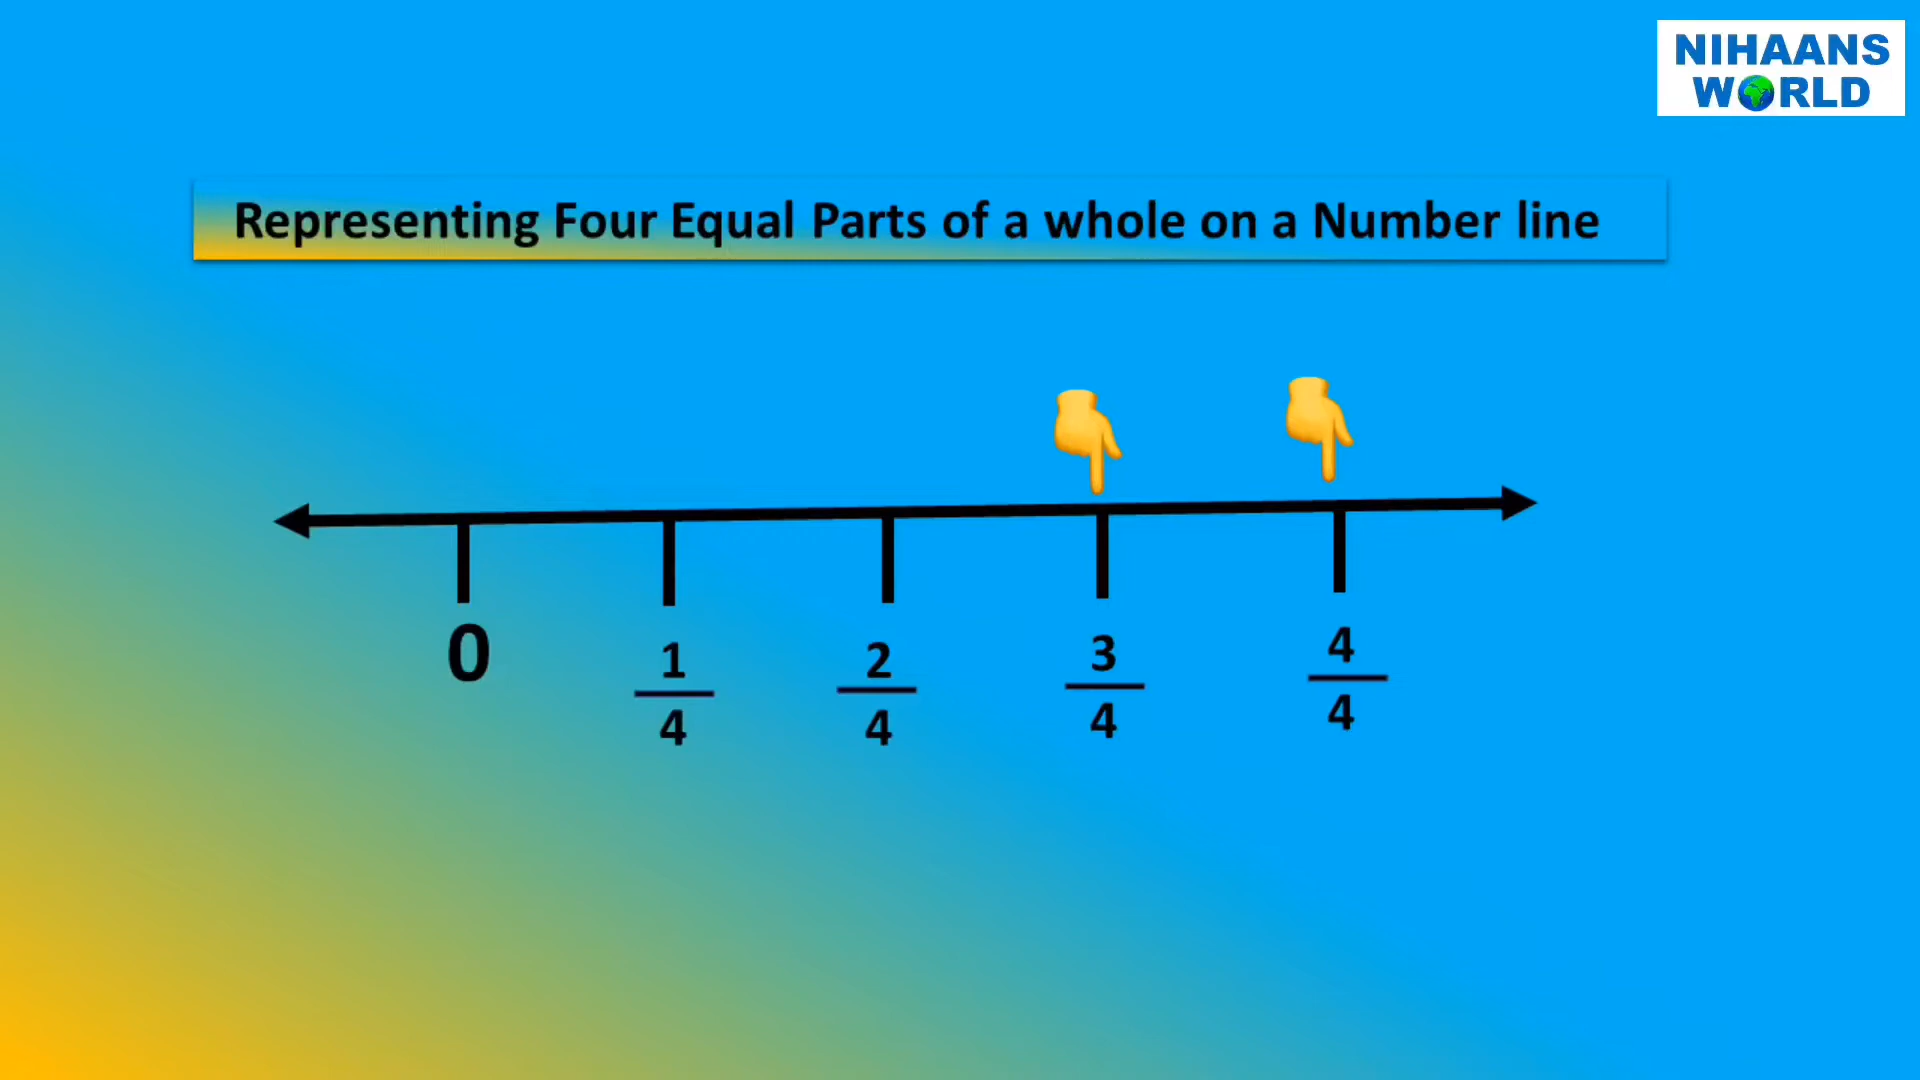 NIHAANS
WORLD
Representing Four Equal Parts of a whole on a Number line
0
1/4
2/4
3/4
4/4